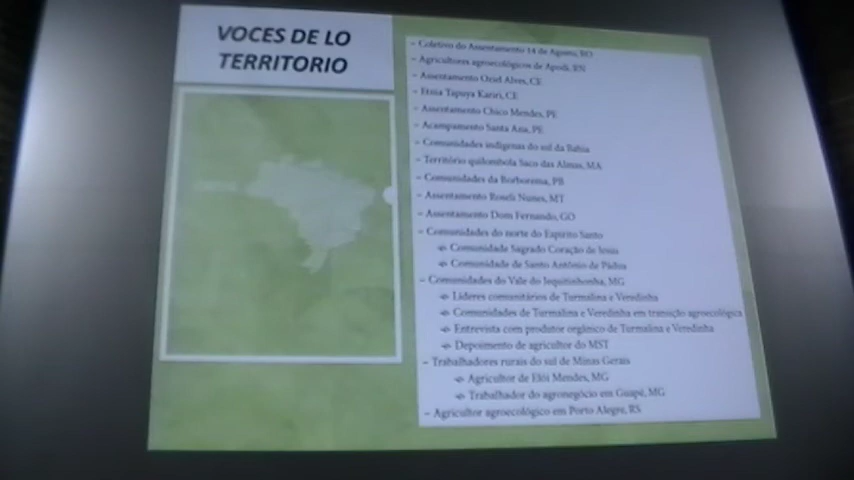 VOCES DE LO
TERRITORIO
- Coletivo do Assentamento 14 de Agosto, RO
- Agricultores agroecológicos de Apodi, RN
- Assentamento Oziel Alves, CE
- Etnia Tapuya Kariri, CE
- Assentamento Chico Mendes, PE
- Acampamento Santa Ana, PE
- Comunidades indígenas do sul da Bahia
- Território quilombola Saco das Almas, MA
- Comunidades da Borborema, PB
- Assentamento Roseli Nunes, MT
- Assentamento Dom Fernando, GO
- Comunidades do norte do Espírito Santo
Comunidade Sagrado Coração de Jesus
Comunidade de Santo Antônio de Pádua
- Comunidades do Vale do Jequitinhonha, MG
Líderes comunitários de Turmalina e Veredinha
Comunidades de Turmalina e Veredinha em transição agroecológica
Entrevista com produtor orgânico de Turmalina e Veredinha
Depoimento de agricultor do MST
- Trabalhadores rurais do sul de Minas Gerais
Agricultor de Elói Mendes, MG
Trabalhador do agronegócio em Guapé, MG
- Agricultor agroecológico em Porto Alegre, RS